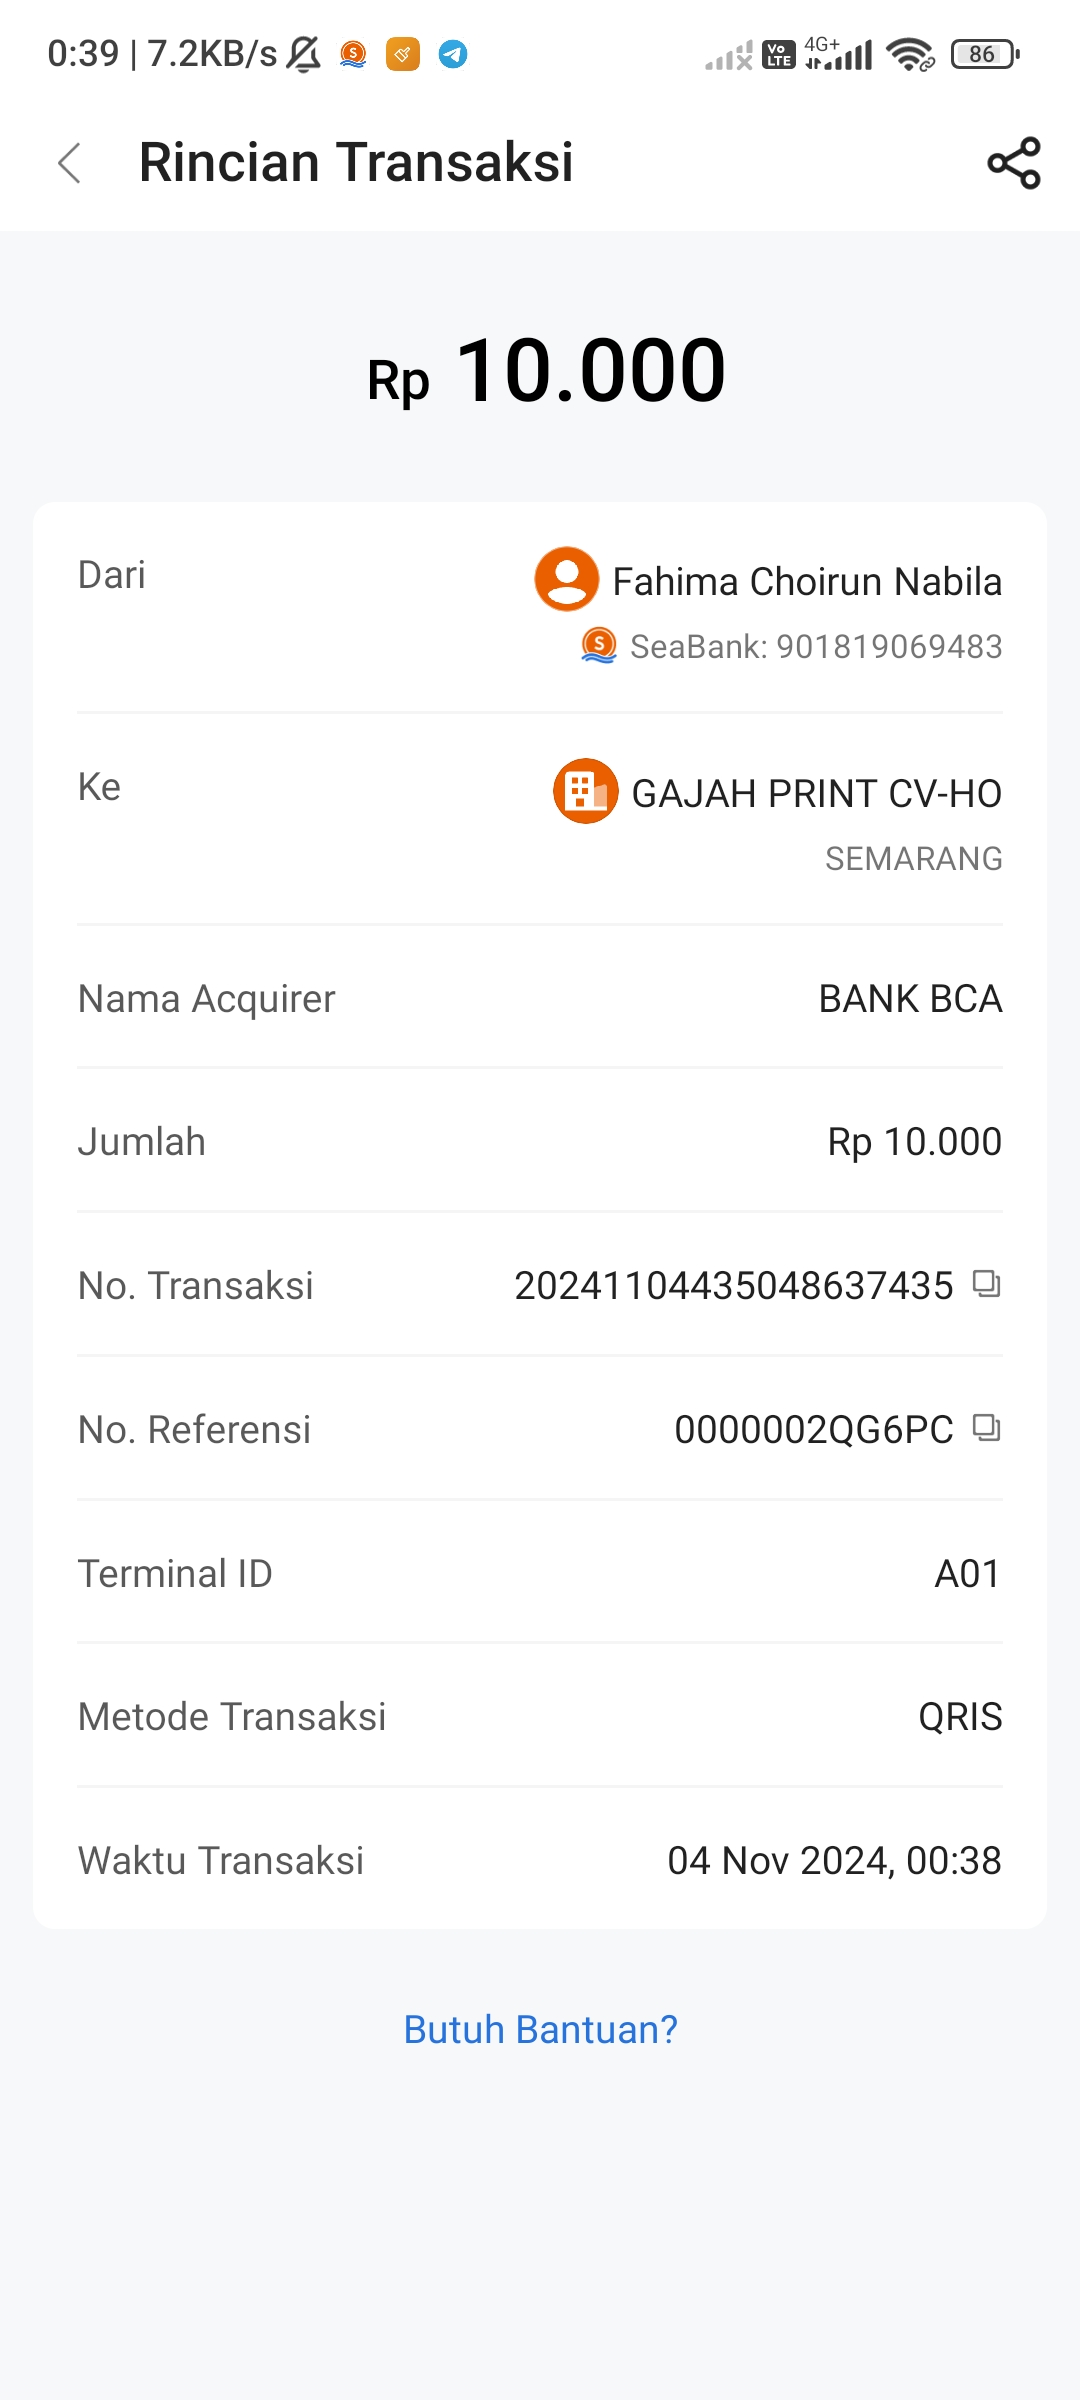 0:39 | 7.2KB/s
Vo LTE 4G+ 86
Rincian Transaksi
Rp 10.000
Dari Fahima Choirun Nabila
SeaBank: 901819069483
Ke GAJAH PRINT CV-HO
SEMARANG
Nama Acquirer BANK BCA
Jumlah Rp 10.000
No. Transaksi 20241104435048637435
No. Referensi 0000002QG6PC
Terminal ID A01
Metode Transaksi QRIS
Waktu Transaksi 04 Nov 2024, 00:38
Butuh Bantuan?